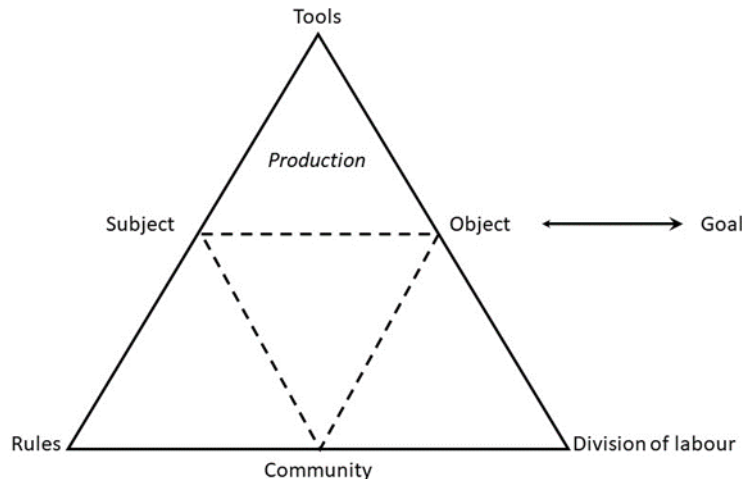 Tools
Production
Subject
Object
Goal
Rules
Division of labour
Community